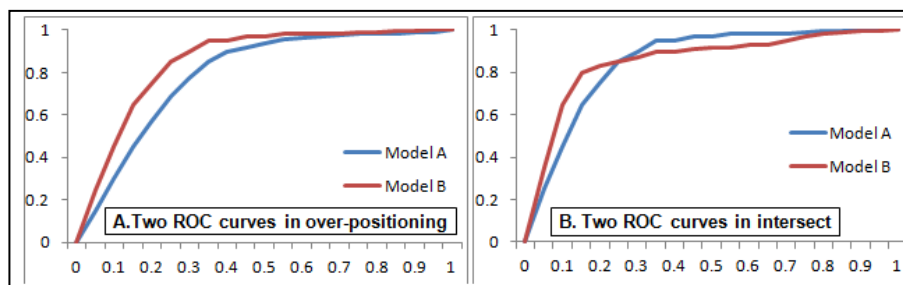 1
0.8
0.6
0.4
0.2
0
Model A
Model B
A.Two ROC curves in over-positioning
0 0.1 0.2 0.3 0.4 0.5 0.6 0.7 0.8 0.9 1
1
0.8
0.6
0.4
0.2
0
Model A
Model B
B. Two ROC curves in intersect
0 0.1 0.2 0.3 0.4 0.5 0.6 0.7 0.8 0.9 1